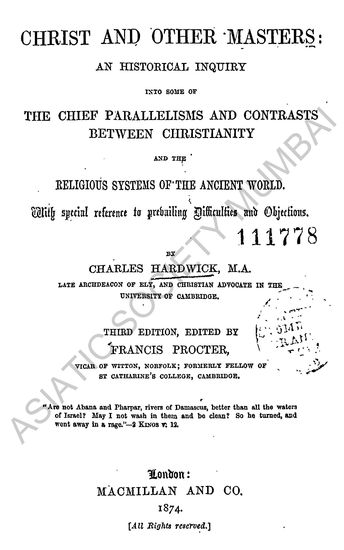 CHRIST AND OTHER MASTERS:
AN HISTORICAL INQUIRY
INTO SOME OF
THE CHIEF PARALLELISMS AND CONTRASTS
BETWEEN CHRISTIANITY
AND THE
RELIGIOUS SYSTEMS OF THE ANCIENT WORLD.
With special reference to prevailing Difficulties and Objections.
111778
BY
CHARLES HARDWICK, M.A.
LATE ARCHDEACON OF ELY, AND CHRISTIAN ADVOCATE IN THE
UNIVERSITY OF CAMBRIDGE.
THIRD EDITION, EDITED BY
FRANCIS PROCTER,
VICAR OF WITTON, NORFOLK; FORMERLY FELLOW OF
ST CATHARINE'S COLLEGE, CAMBRIDGE.
"Are not Abana and Pharpar, rivers of Damascus, better than all the waters
of Israel? May I not wash in them and be clean? So he turned, and
went away in a rage."—2 KINGS v: 12.
London:
MACMILLAN AND CO.
1874.
[All Rights reserved.]
ASIATIC SOCIETY MUMBAI